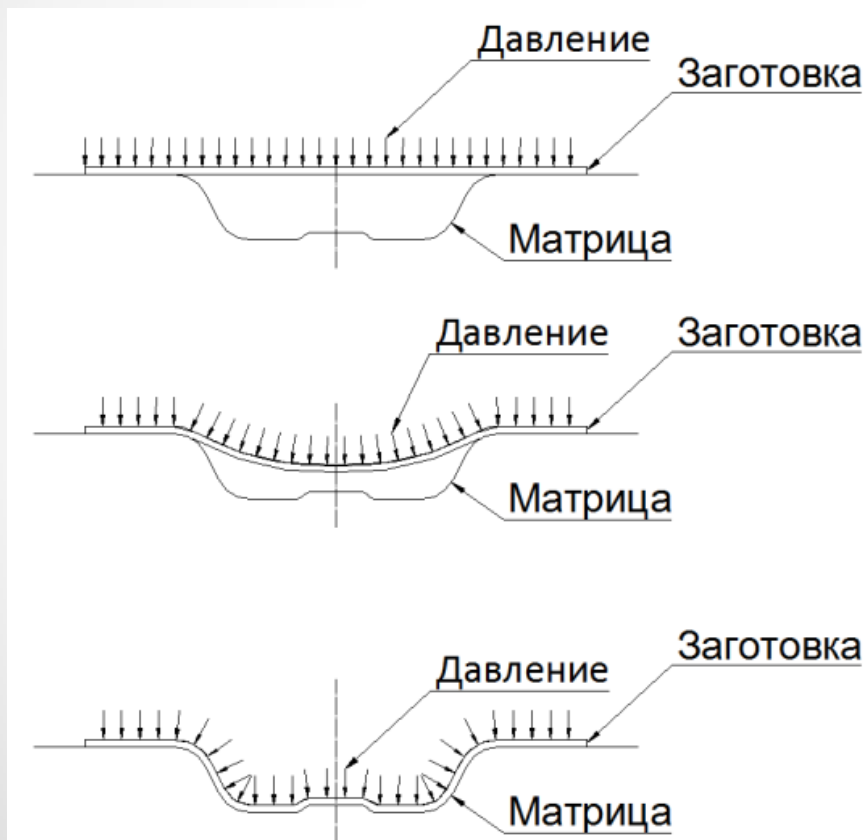 Давление
Заготовка
Матрица
Давление
Заготовка
Матрица
Давление
Заготовка
Матрица